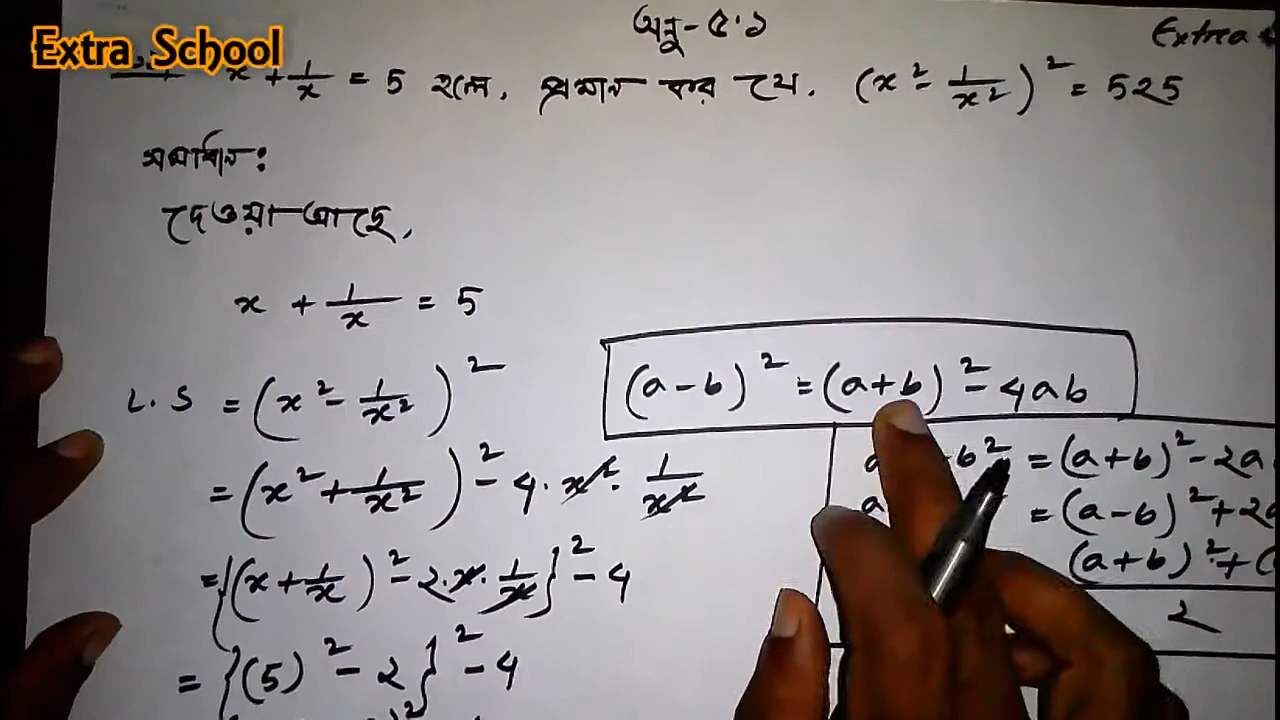 Extra School
অনু-৫.১
Extra
x + 1/x = 5 হলে, প্রমান কর যে, (x² - 1/x²)² = 525
সমাধান:
দেওয়া আছে,
x + 1/x = 5
L.S = (x² - 1/x²)²
(a-b)² = (a+b)² - 4ab
= (x² + 1/x²)² - 4. x². 1/x²
b² = (a+b)² - 2a
= (a-b)² + 2a
= {(x + 1/x)² - 2.x. 1/x}² - 4
(a+b)² + (
2
= {(5)² - 2}² - 4